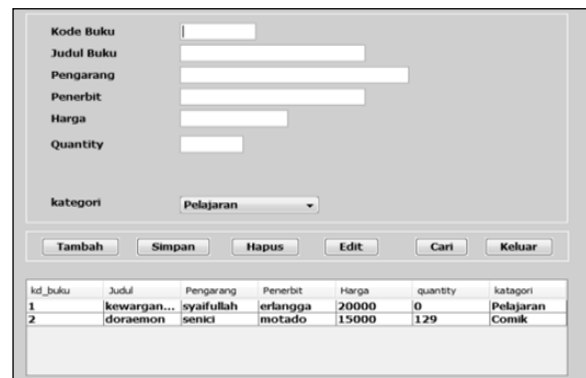 Kode Buku
Judul Buku
Pengarang
Penerbit
Harga
Quantity
kategori Pelajaran
Tambah Simpan Hapus Edit Cari Keluar
kd_buku Judul Pengarang Penerbit Harga quantity katagori
1 kewargan... syaifullah erlangga 20000 0 Pelajaran
2 doraemon senici motado 15000 129 Comik